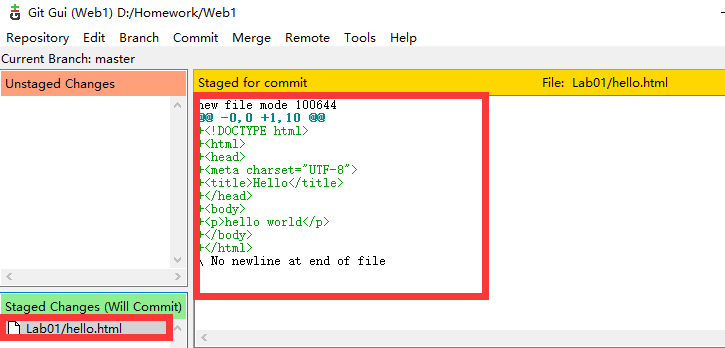 Git Gui (Web1) D:/Homework/Web1
Repository Edit Branch Commit Merge Remote Tools Help
Current Branch: master
Unstaged Changes
Staged for commit File: Lab01/hello.html
new file mode 100644
@@ -0,0 +1,10 @@
+<!DOCTYPE html>
+<html>
+<head>
+<meta charset="UTF-8">
+<title>Hello</title>
+</head>
+<body>
+<p>hello world</p>
+</body>
+</html>
\ No newline at end of file
Staged Changes (Will Commit)
Lab01/hello.html